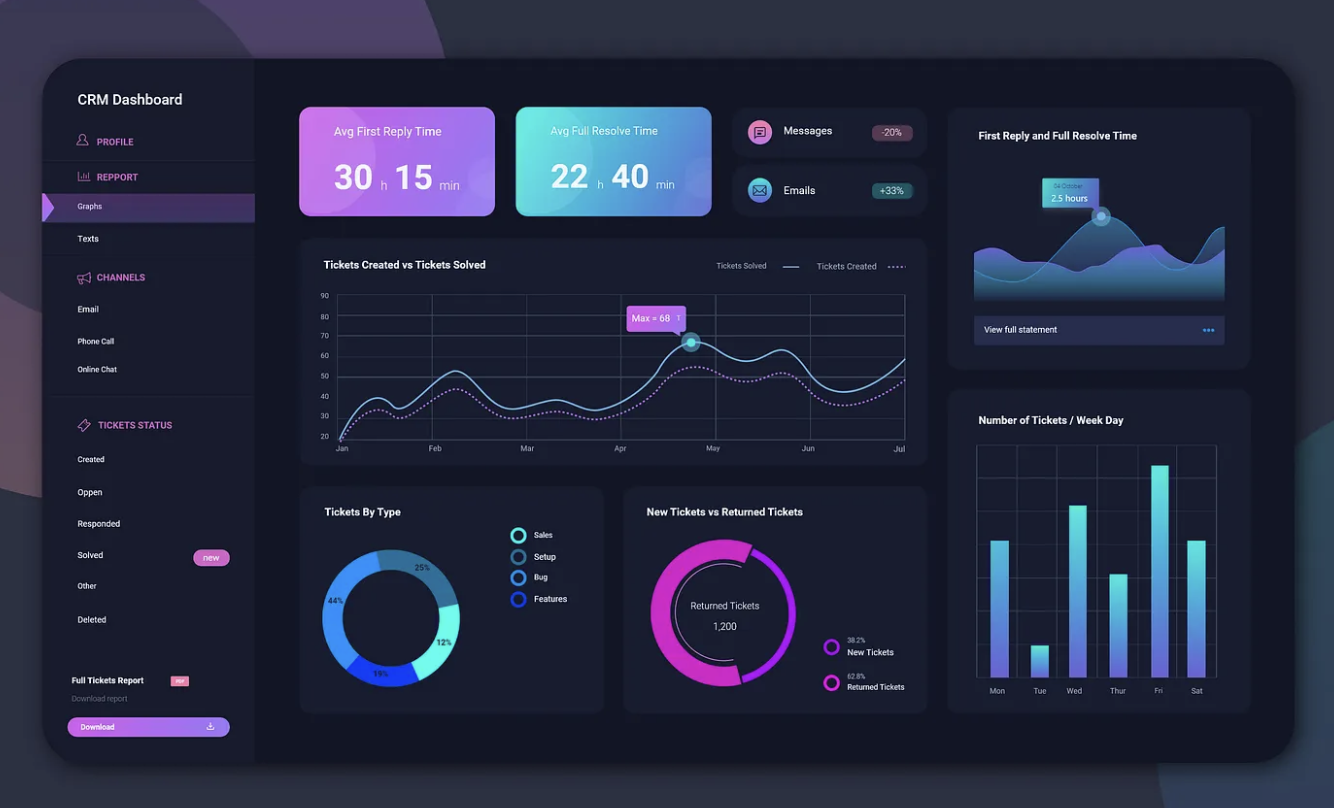 CRM Dashboard
PROFILE
REPPORT
Graphs
Texts
CHANNELS
Email
Phone Call
Online Chat
TICKETS STATUS
Created
Oppen
Responded
Solved
new
Other
Deleted
Full Tickets Report
PDF
Download report
Download
Avg First Reply Time
30 h 15 min
Avg Full Resolve Time
22 h 40 min
Messages
-20%
Emails
+33%
Tickets Created vs Tickets Solved
Tickets Solved
Tickets Created
90
80
70
60
50
40
30
20
Max = 68 T
Jan Feb Mar Apr May Jun Jul
Tickets By Type
25%
44%
12%
19%
Sales
Setup
Bug
Features
New Tickets vs Returned Tickets
Returned Tickets
1,200
38.2%
New Tickets
62.8%
Returned Tickets
First Reply and Full Resolve Time
October
2.5 hours
View full statement
Number of Tickets / Week Day
Mon Tue Wed Thur Fri Sat